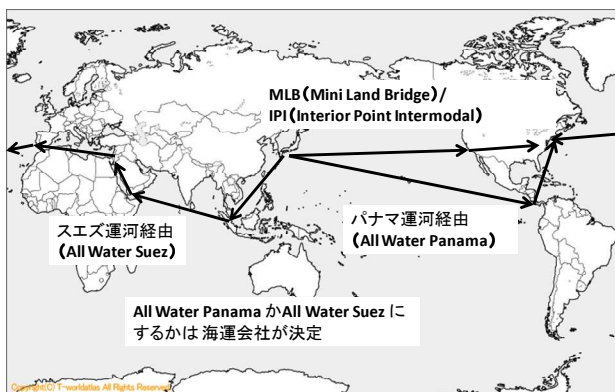 MLB(Mini Land Bridge)/
IPI(Interior Point Intermodal)
スエズ運河経由
(All Water Suez)
パナマ運河経由
(All Water Panama)
All Water Panama かAll Water Suez に
するかは 海運会社が決定
Copyright(C) T-worldatlas All Rights Reserved